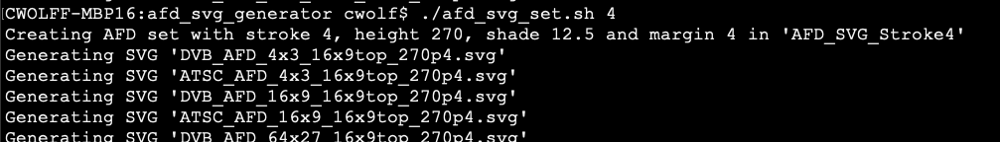 CWOLFF-MBP16:afd_svg_generator cwolf$ ./afd_svg_set.sh 4
Creating AFD set with stroke 4, height 270, shade 12.5 and margin 4 in 'AFD_SVG_Stroke4'
Generating SVG 'DVB_AFD_4x3_16x9top_270p4.svg'
Generating SVG 'ATSC_AFD_4x3_16x9top_270p4.svg'
Generating SVG 'DVB_AFD_16x9_16x9top_270p4.svg'
Generating SVG 'ATSC_AFD_16x9_16x9top_270p4.svg'
Generating SVG 'DVB_AFD_64x27_16x9top_270p4.svg'